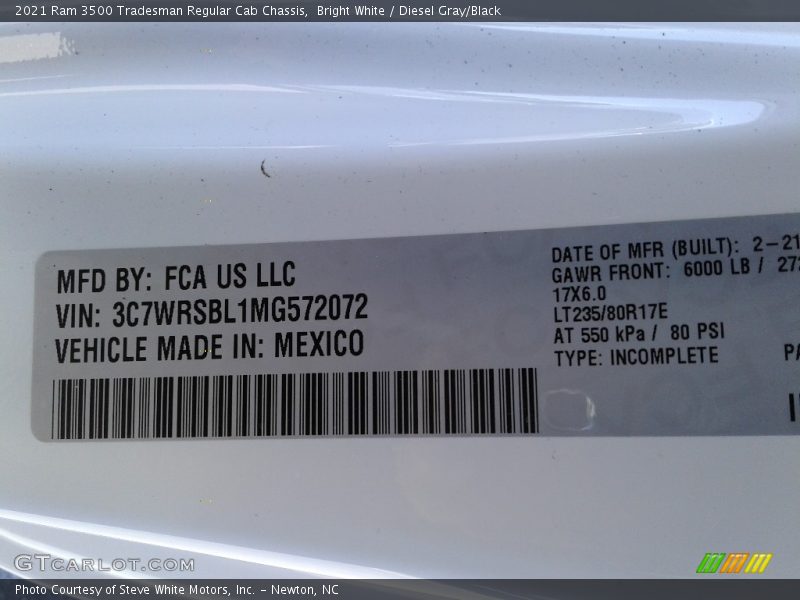 2021 Ram 3500 Tradesman Regular Cab Chassis, Bright White / Diesel Gray/Black
MFD BY: FCA US LLC
VIN: 3C7WRSBL1MG572072
VEHICLE MADE IN: MEXICO
DATE OF MFR (BUILT): 2-21
GAWR FRONT: 6000 LB / 272
17X6.0
LT235/80R17E
AT 550 kPa / 80 PSI
TYPE: INCOMPLETE
GTCARLOT.COM
Photo Courtesy of Steve White Motors, Inc. - Newton, NC